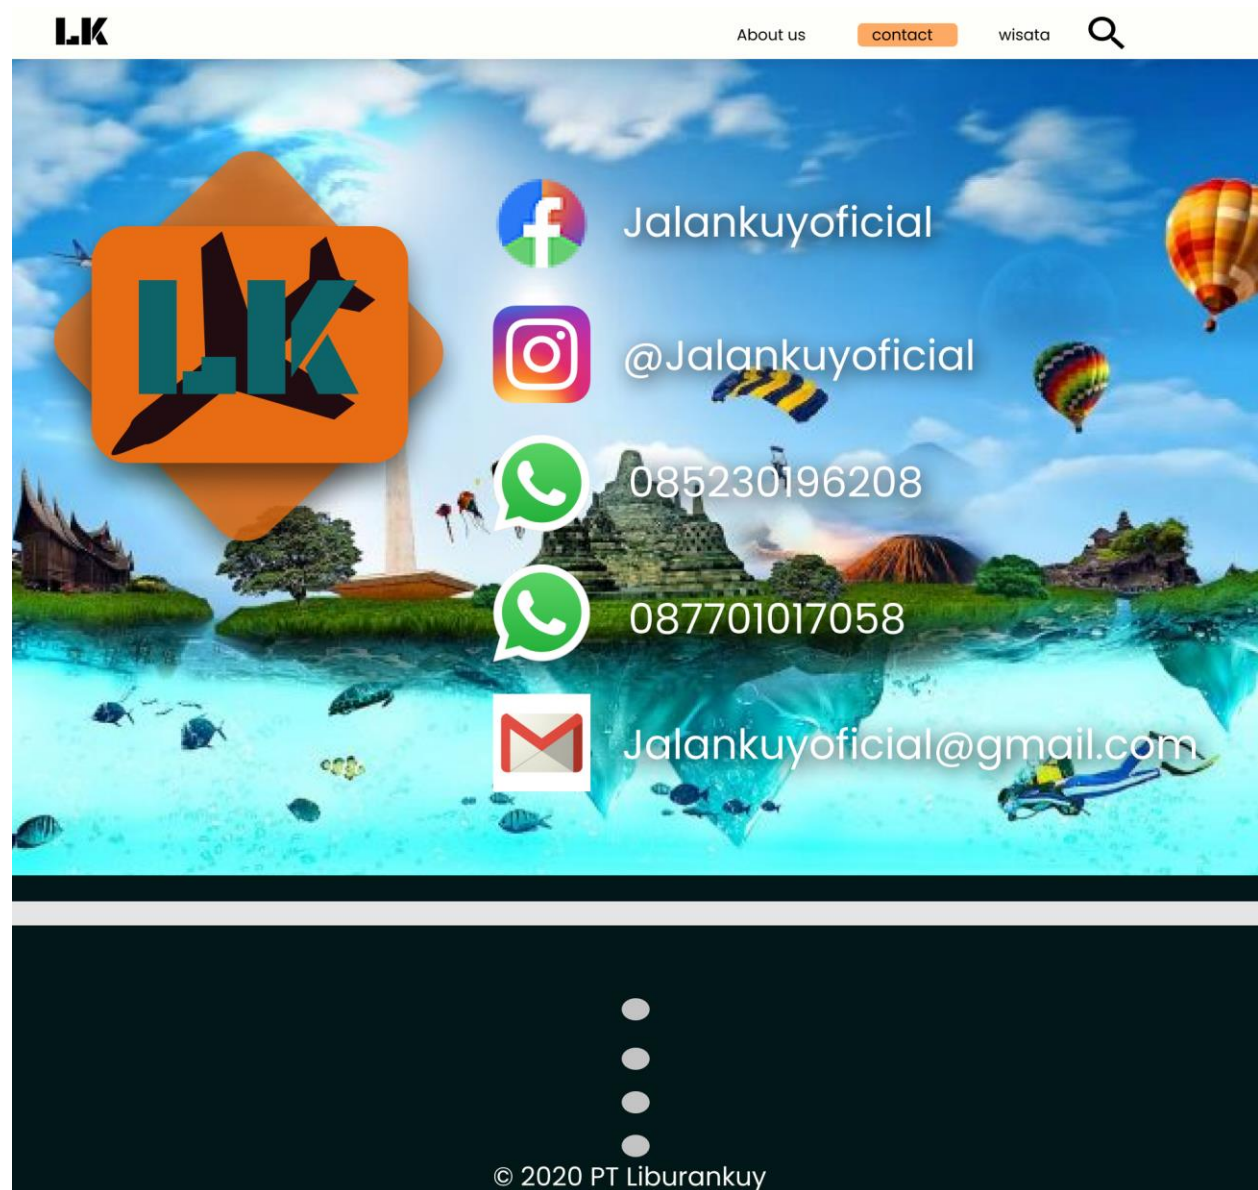 LK
About us
contact
wisata
LK
Jalankuyoficial
@Jalankuyoficial
085230196208
087701017058
Jalankuyoficial@gmail.com
© 2020 PT Liburankuy